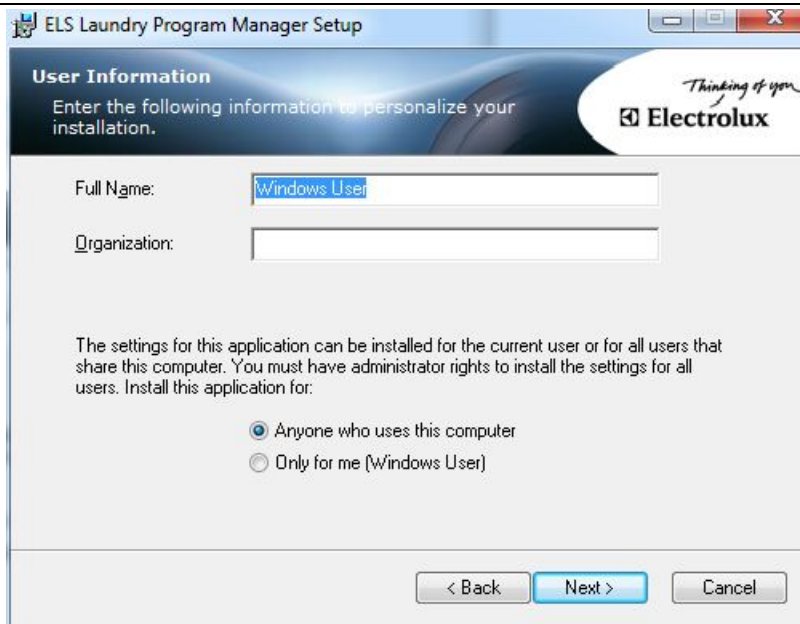 ELS Laundry Program Manager Setup
User Information
Enter the following information to personalize your
installation.
Thinking of you
Electrolux
Full Name:
Windows User
Organization:
The settings for this application can be installed for the current user or for all users that
share this computer. You must have administrator rights to install the settings for all
users. Install this application for:
Anyone who uses this computer
Only for me (Windows User)
< Back
Next >
Cancel